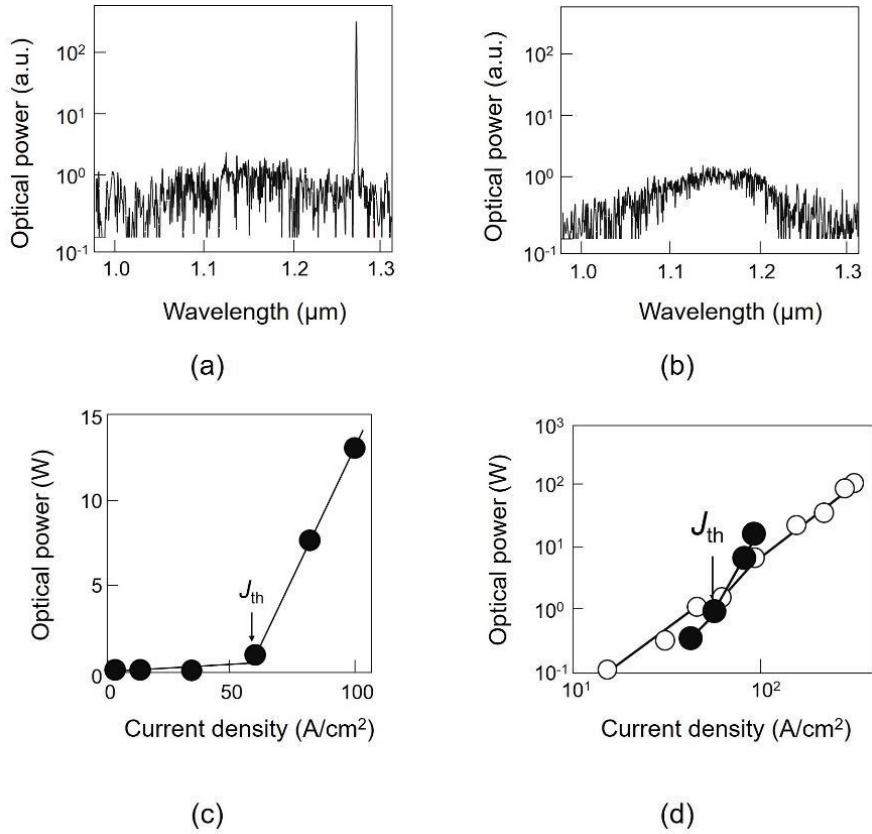 Optical power (a.u.)
10²
10¹
10⁰
10⁻¹
1.0 1.1 1.2 1.3
Wavelength (µm)
(a)
Optical power (a.u.)
10²
10¹
10⁰
10⁻¹
1.0 1.1 1.2 1.3
Wavelength (µm)
(b)
Optical power (W)
15
10
5
0
Jth
0 50 100
Current density (A/cm²)
(c)
Optical power (W)
10³
10²
10¹
10⁰
10⁻¹
Jth
10¹ 10²
Current density (A/cm²)
(d)